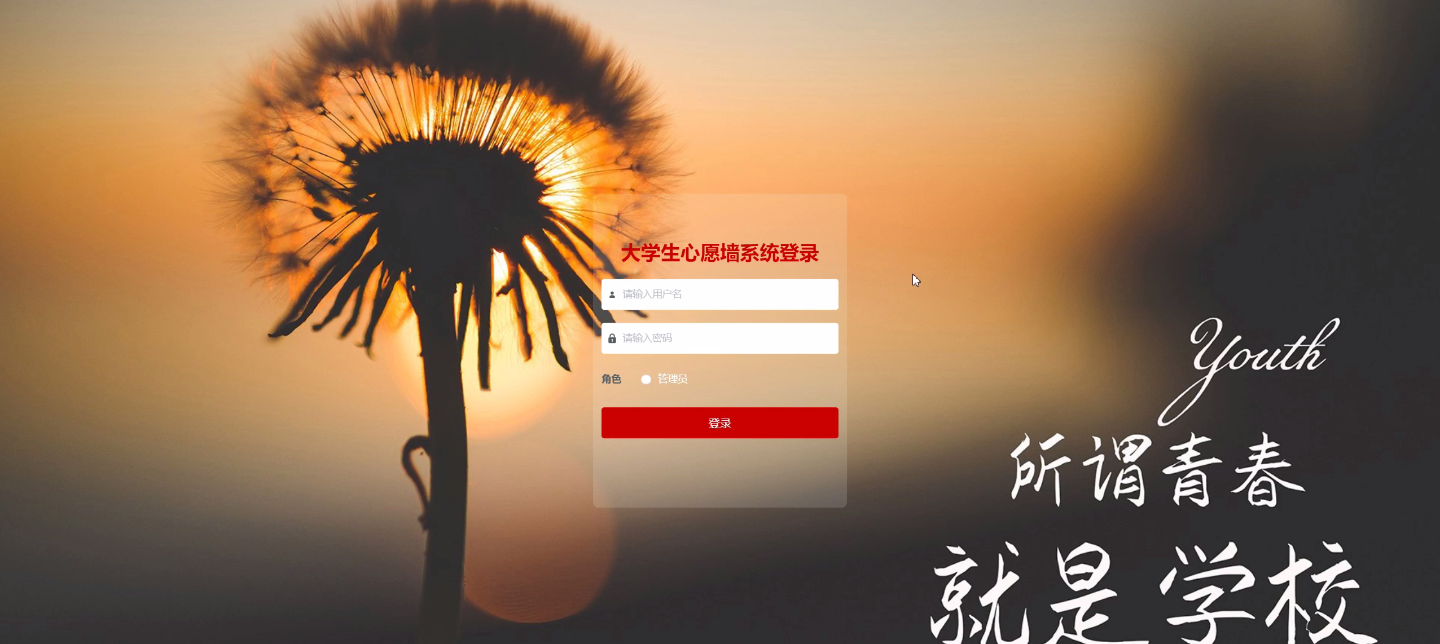 大学生心愿墙系统登录
请输入用户名
请输入密码
角色 管理员
登录
Youth
所谓青春
就是学校